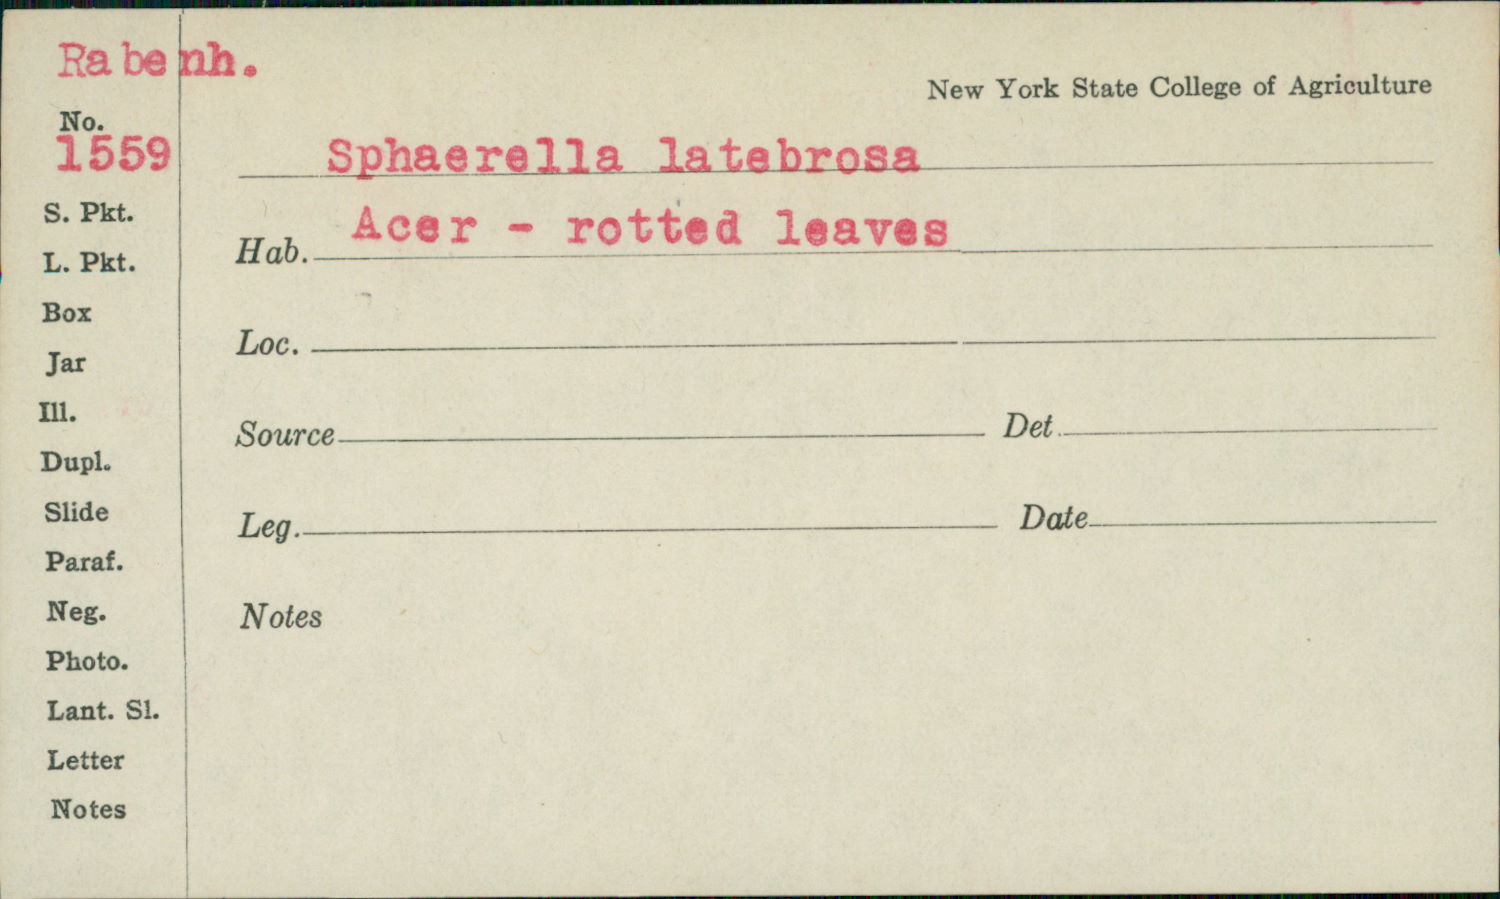 Rabenh.
New York State College of Agriculture
No.
1559
Sphaerella latebrosa
S. Pkt.
Hab. Acer - rotted leaves
L. Pkt.
Box
Loc.
Jar
Ill.
Source Det.
Dupl.
Slide
Leg. Date
Paraf.
Neg.
Notes
Photo.
Lant. Sl.
Letter
Notes